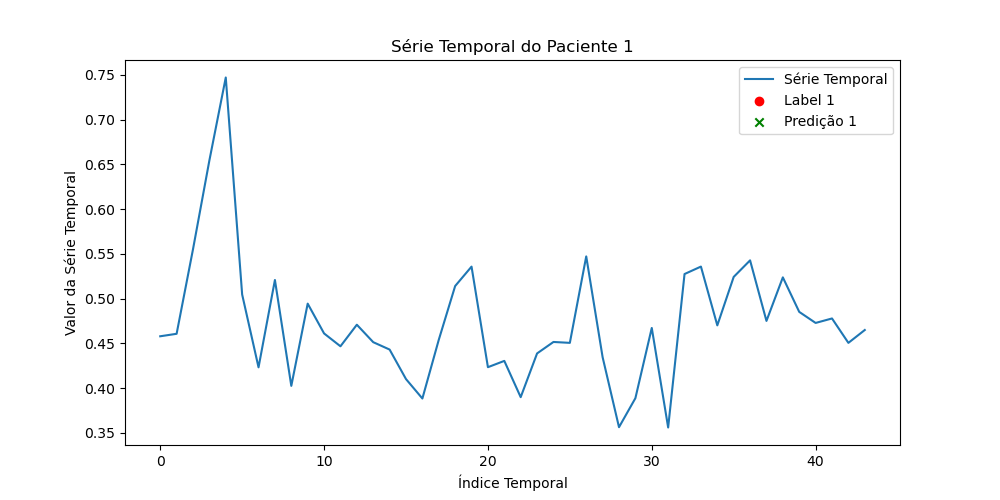 Série Temporal do Paciente 1
Série Temporal
Label 1
Predição 1
Valor da Série Temporal
0.75
0.70
0.65
0.60
0.55
0.50
0.45
0.40
0.35
0 10 20 30 40
Índice Temporal